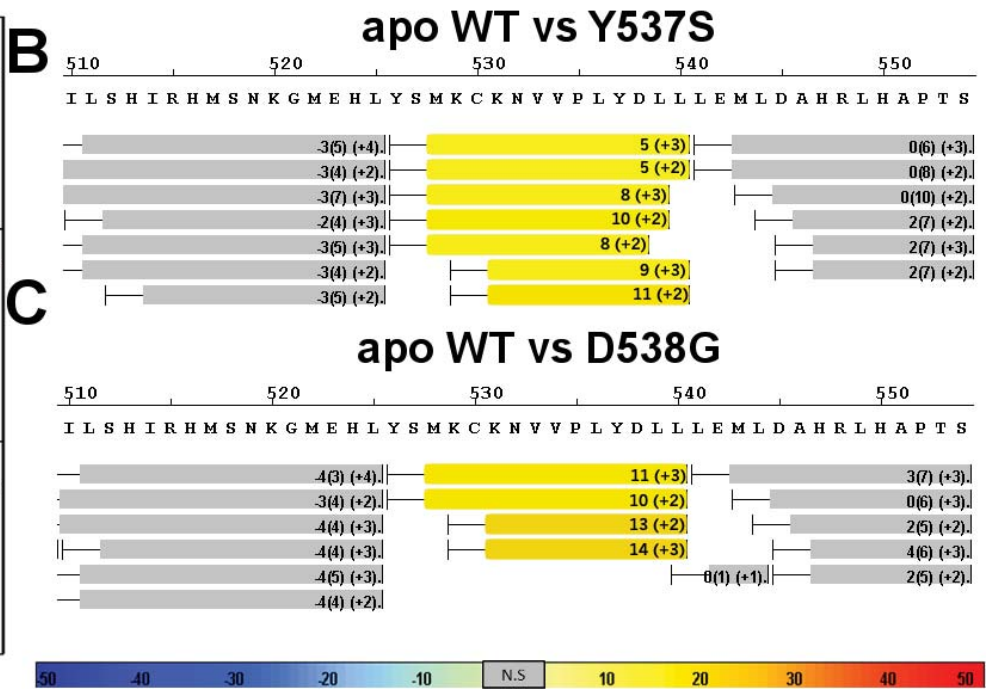 B
apo WT vs Y537S
510 520 530 540 550
I L S H I R H M S N K G M E H L Y S M K C K N V V P L Y D L L L E M L D A H R L H A P T S
-3(5) (+4). 5 (+3) 0(6) (+3).
-3(4) (+2). 5 (+2) 0(8) (+2).
-3(7) (+3). 8 (+3) 0(10) (+2).
-2(4) (+3). 10 (+2) 2(7) (+2).
-3(5) (+3). 8 (+2) 2(7) (+3).
-3(4) (+2). 9 (+3) 2(7) (+2).
-3(5) (+2). 11 (+2)
C
apo WT vs D538G
510 520 530 540 550
I L S H I R H M S N K G M E H L Y S M K C K N V V P L Y D L L L E M L D A H R L H A P T S
-4(3) (+4). 11 (+3) 3(7) (+3).
-3(4) (+2). 10 (+2) 0(6) (+3).
-4(4) (+3). 13 (+2) 2(5) (+2).
-4(4) (+3). 14 (+3) 4(6) (+3).
-4(5) (+3). 0(1) (+1). 2(5) (+2).
-4(4) (+2).
-50 -40 -30 -20 -10 N.S 10 20 30 40 50